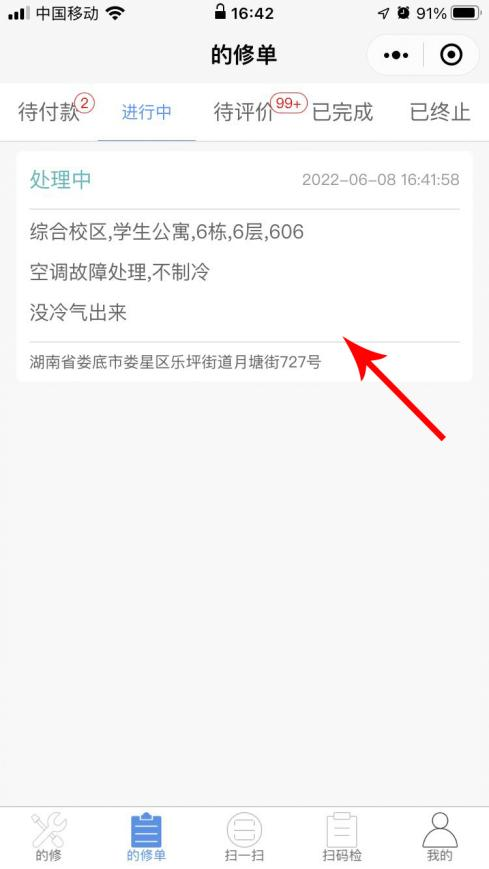 中国移动 16:42 91%
的修单
待付款 2 进行中 待评价 99+ 已完成 已终止
处理中 2022-06-08 16:41:58
综合校区,学生公寓,6栋,6层,606
空调故障处理,不制冷
没冷气出来
湖南省娄底市娄星区乐坪街道月塘街727号
的修 的修单 扫一扫 扫码检 我的